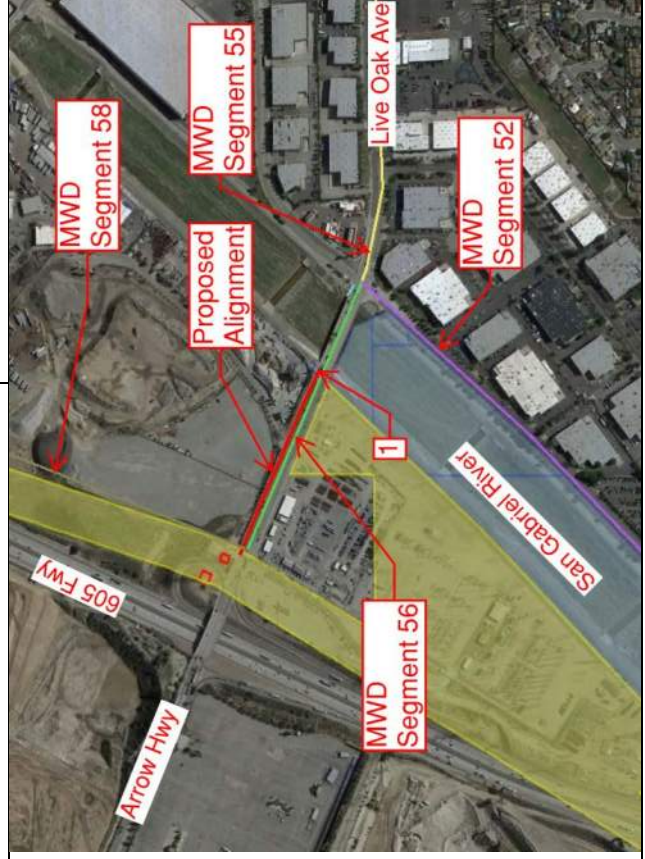 MWD
Segment 58
MWD
Segment 55
Live Oak Ave
Proposed
Alignment
MWD
Segment 52
1
605 Fwy
San Gabriel River
Arrow Hwy
MWD
Segment 56